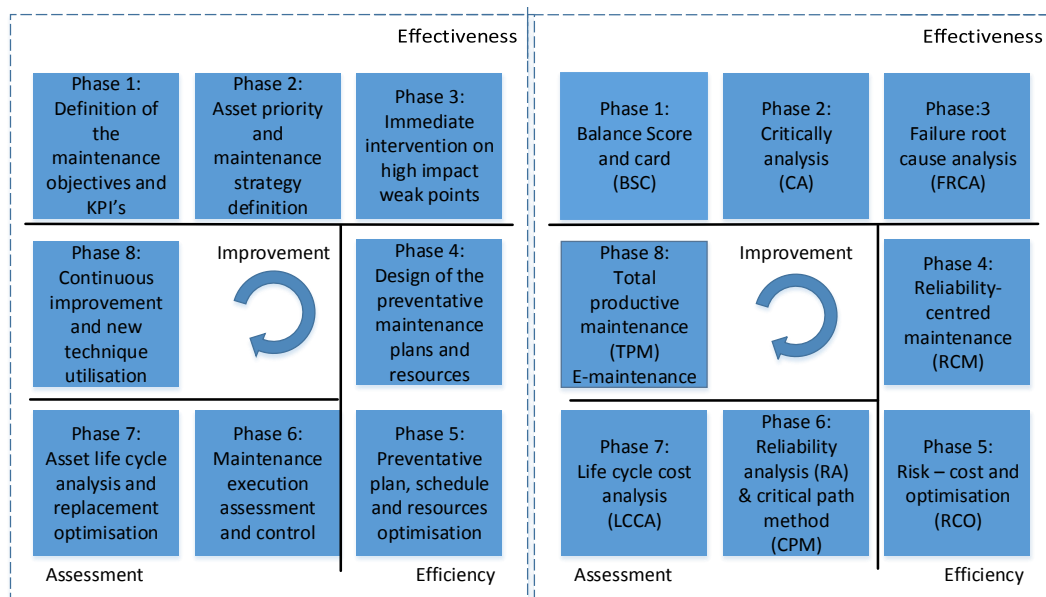 Effectiveness
Phase 1:
Definition of
the
maintenance
objectives and
KPI's
Phase 2:
Asset priority
and
maintenance
strategy
definition
Phase 3:
Immediate
intervention on
high impact
weak points
Phase 8:
Continuous
improvement
and new
technique
utilisation
Improvement
Phase 4:
Design of the
preventative
maintenance
plans and
resources
Phase 7:
Asset life cycle
analysis and
replacement
optimisation
Phase 6:
Maintenance
execution
assessment
and control
Phase 5:
Preventative
plan, schedule
and resources
optimisation
Assessment
Efficiency
Effectiveness
Phase 1:
Balance Score
and card
(BSC)
Phase 2:
Critically
analysis
(CA)
Phase:3
Failure root
cause analysis
(FRCA)
Phase 8:
Total
productive
maintenance
(TPM)
E-maintenance
Improvement
Phase 4:
Reliability-
centred
maintenance
(RCM)
Phase 7:
Life cycle cost
analysis
(LCCA)
Phase 6:
Reliability
analysis (RA)
& critical path
method
(CPM)
Phase 5:
Risk – cost and
optimisation
(RCO)
Assessment
Efficiency